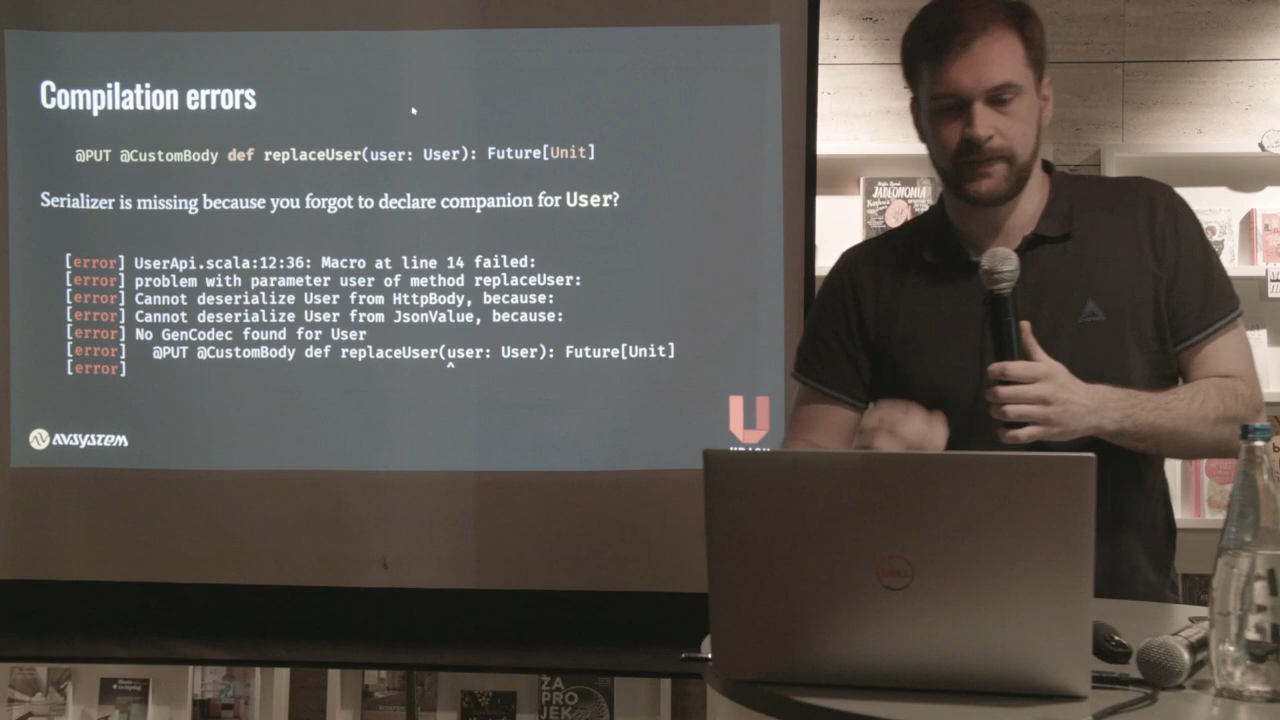 Compilation errors
@PUT @CustomBody def replaceUser(user: User): Future[Unit]
Serializer is missing because you forgot to declare companion for User?
[error] UserApi.scala:12:36: Macro at line 14 failed:
[error] problem with parameter user of method replaceUser:
[error] Cannot deserialize User from HttpBody, because:
[error] Cannot deserialize User from JsonValue, because:
[error] No GenCodec found for User
[error] @PUT @CustomBody def replaceUser(user: User): Future[Unit]
[error] ^
AVSYSTEM
JADŁONOMIA
DELL
ŻA
PRO
JEK